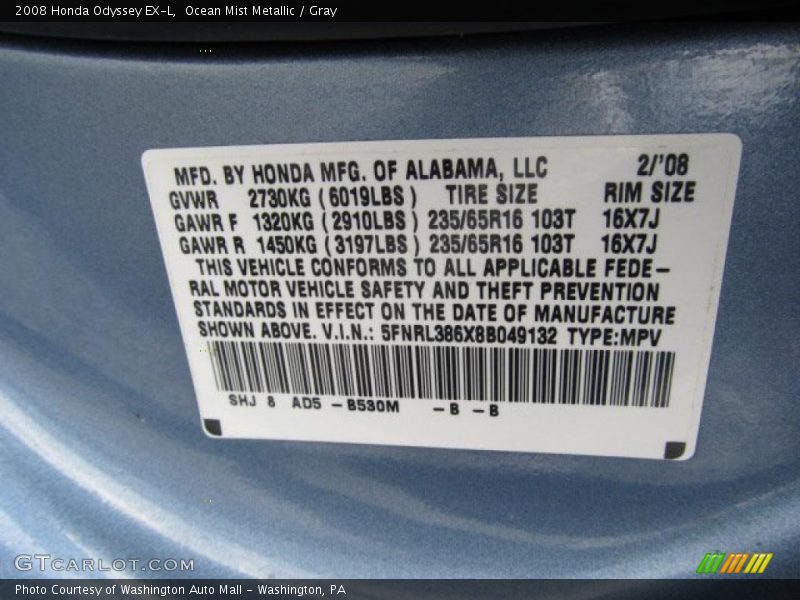 2008 Honda Odyssey EX-L, Ocean Mist Metallic / Gray
MFD. BY HONDA MFG. OF ALABAMA, LLC 2/'08
GVWR 2730KG (6019LBS) TIRE SIZE RIM SIZE
GAWR F 1320KG (2910LBS) 235/65R16 103T 16X7J
GAWR R 1450KG (3197LBS) 235/65R16 103T 16X7J
THIS VEHICLE CONFORMS TO ALL APPLICABLE FEDE-
RAL MOTOR VEHICLE SAFETY AND THEFT PREVENTION
STANDARDS IN EFFECT ON THE DATE OF MANUFACTURE
SHOWN ABOVE. V.I.N.: 5FNRL386X8B049132 TYPE:MPV
SHJ 8 AD5 -B530M -B -B
GTCARLOT.COM
Photo Courtesy of Washington Auto Mall - Washington, PA